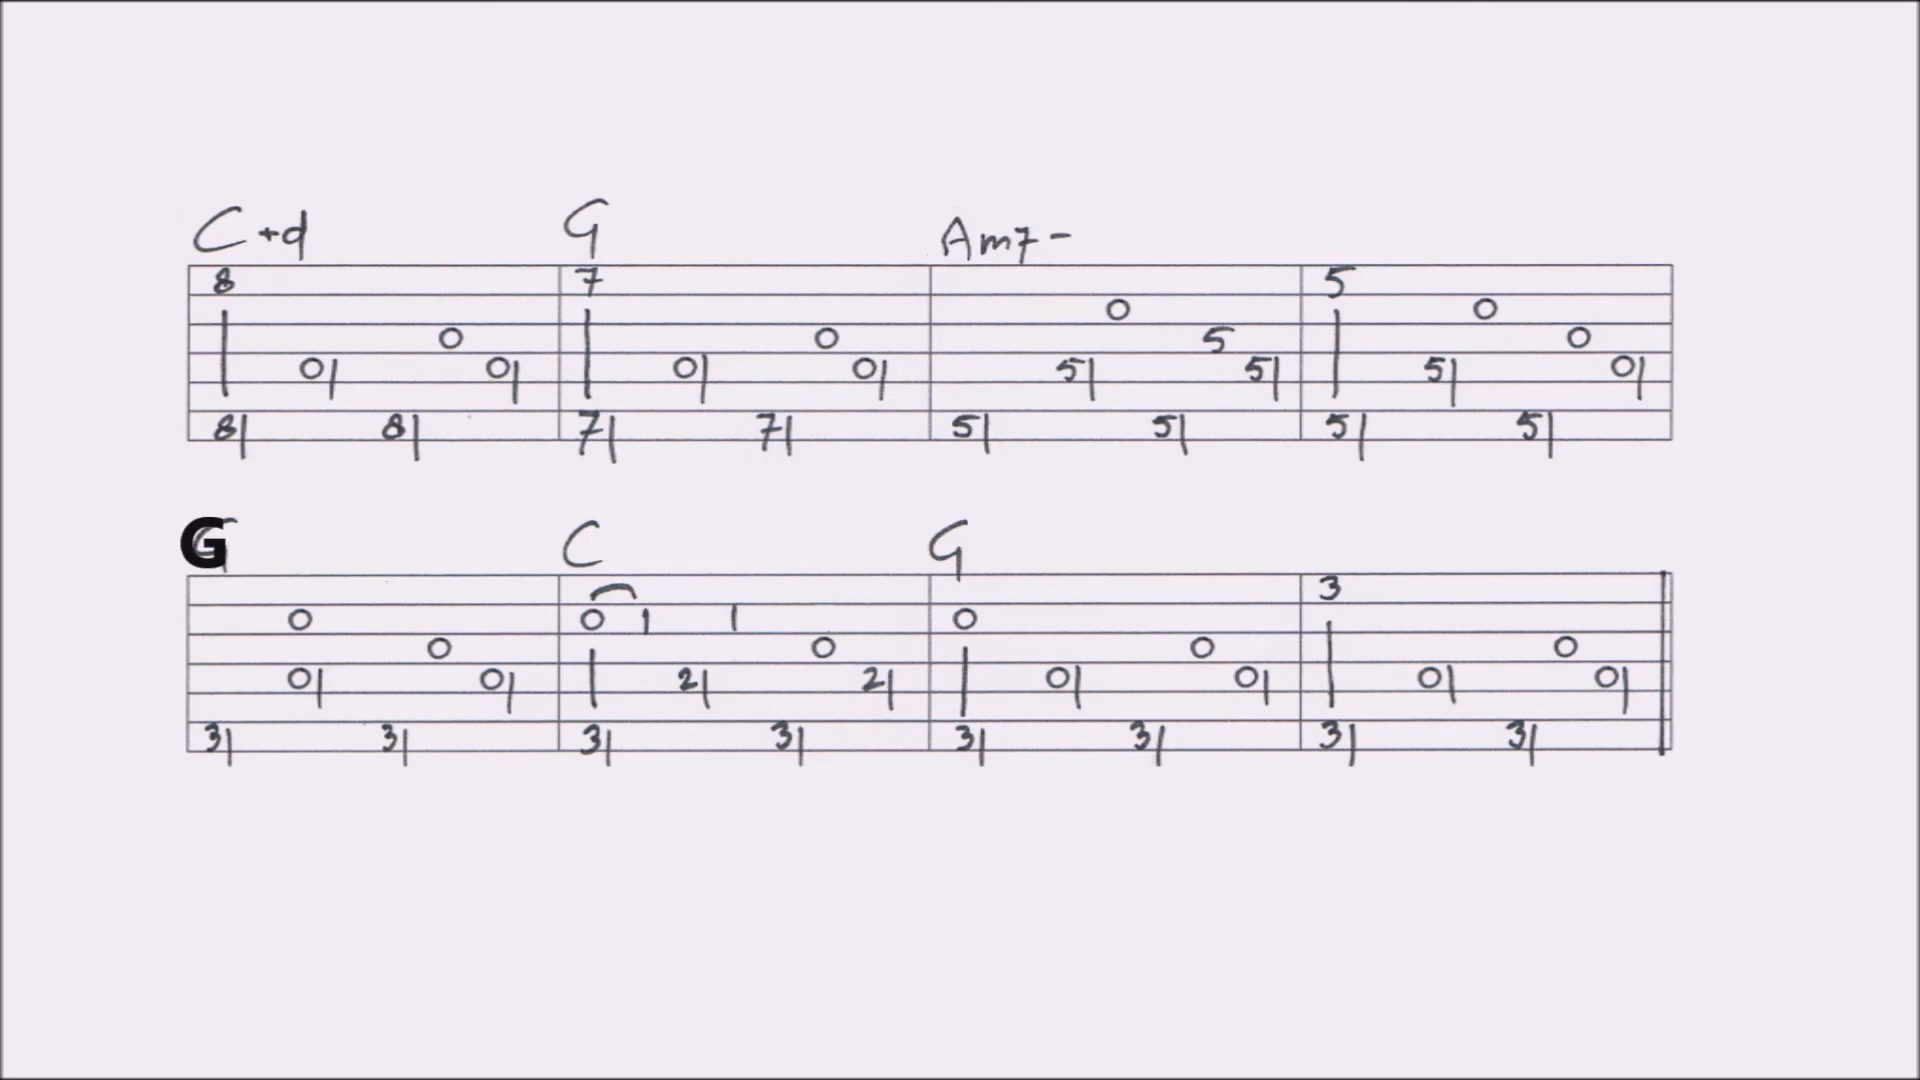 C +d G Am7 -
8 7 5
0 0
0 0 5 0
0 0 0 0 5 5 5 0
8 8 7 7 5 5 5 5
G C G
3
0 0 1 1 0
0 0 0 0
0 0 2 2 0 0 0 0
3 3 3 3 3 3 3 3